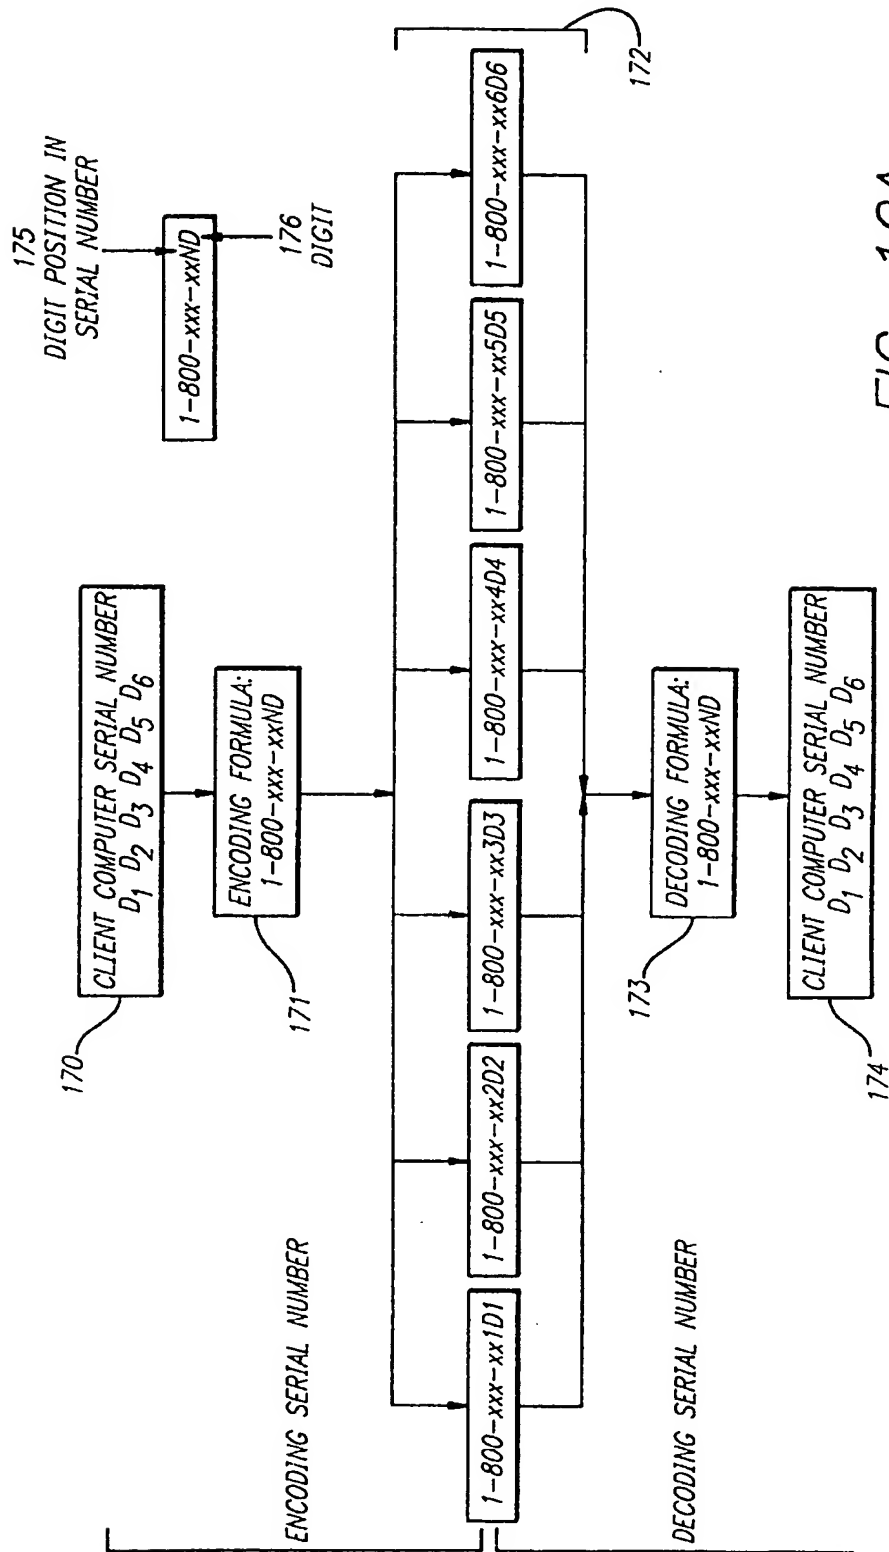 ENCODING SERIAL NUMBER
170
CLIENT COMPUTER SERIAL NUMBER
D1 D2 D3 D4 D5 D6
171
ENCODING FORMULA:
1-800-xxx-xxND
175
DIGIT POSITION IN
SERIAL NUMBER
1-800-xxx-xxND
176
DIGIT
1-800-xxx-xx1D1
1-800-xxx-xx2D2
1-800-xxx-xx3D3
1-800-xxx-xx4D4
1-800-xxx-xx5D5
1-800-xxx-xx6D6
172
DECODING SERIAL NUMBER
173
DECODING FORMULA:
1-800-xxx-xxND
174
CLIENT COMPUTER SERIAL NUMBER
D1 D2 D3 D4 D5 D6